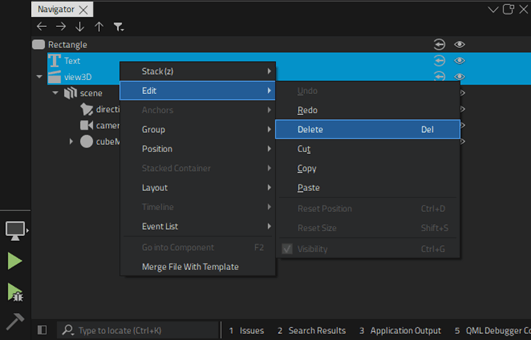 Navigator
Rectangle
Text
view3D
scene
directi
camer
cubeM
Stack (z)
Edit
Anchors
Group
Position
Stacked Container
Layout
Timeline
Event List
Go into Component F2
Merge File With Template
Undo
Redo
Delete Del
Cut
Copy
Paste
Reset Position Ctrl+D
Reset Size Shift+S
Visibility Ctrl+G
Type to locate (Ctrl+K) 1 Issues 2 Search Results 3 Application Output 5 QML Debugger Co